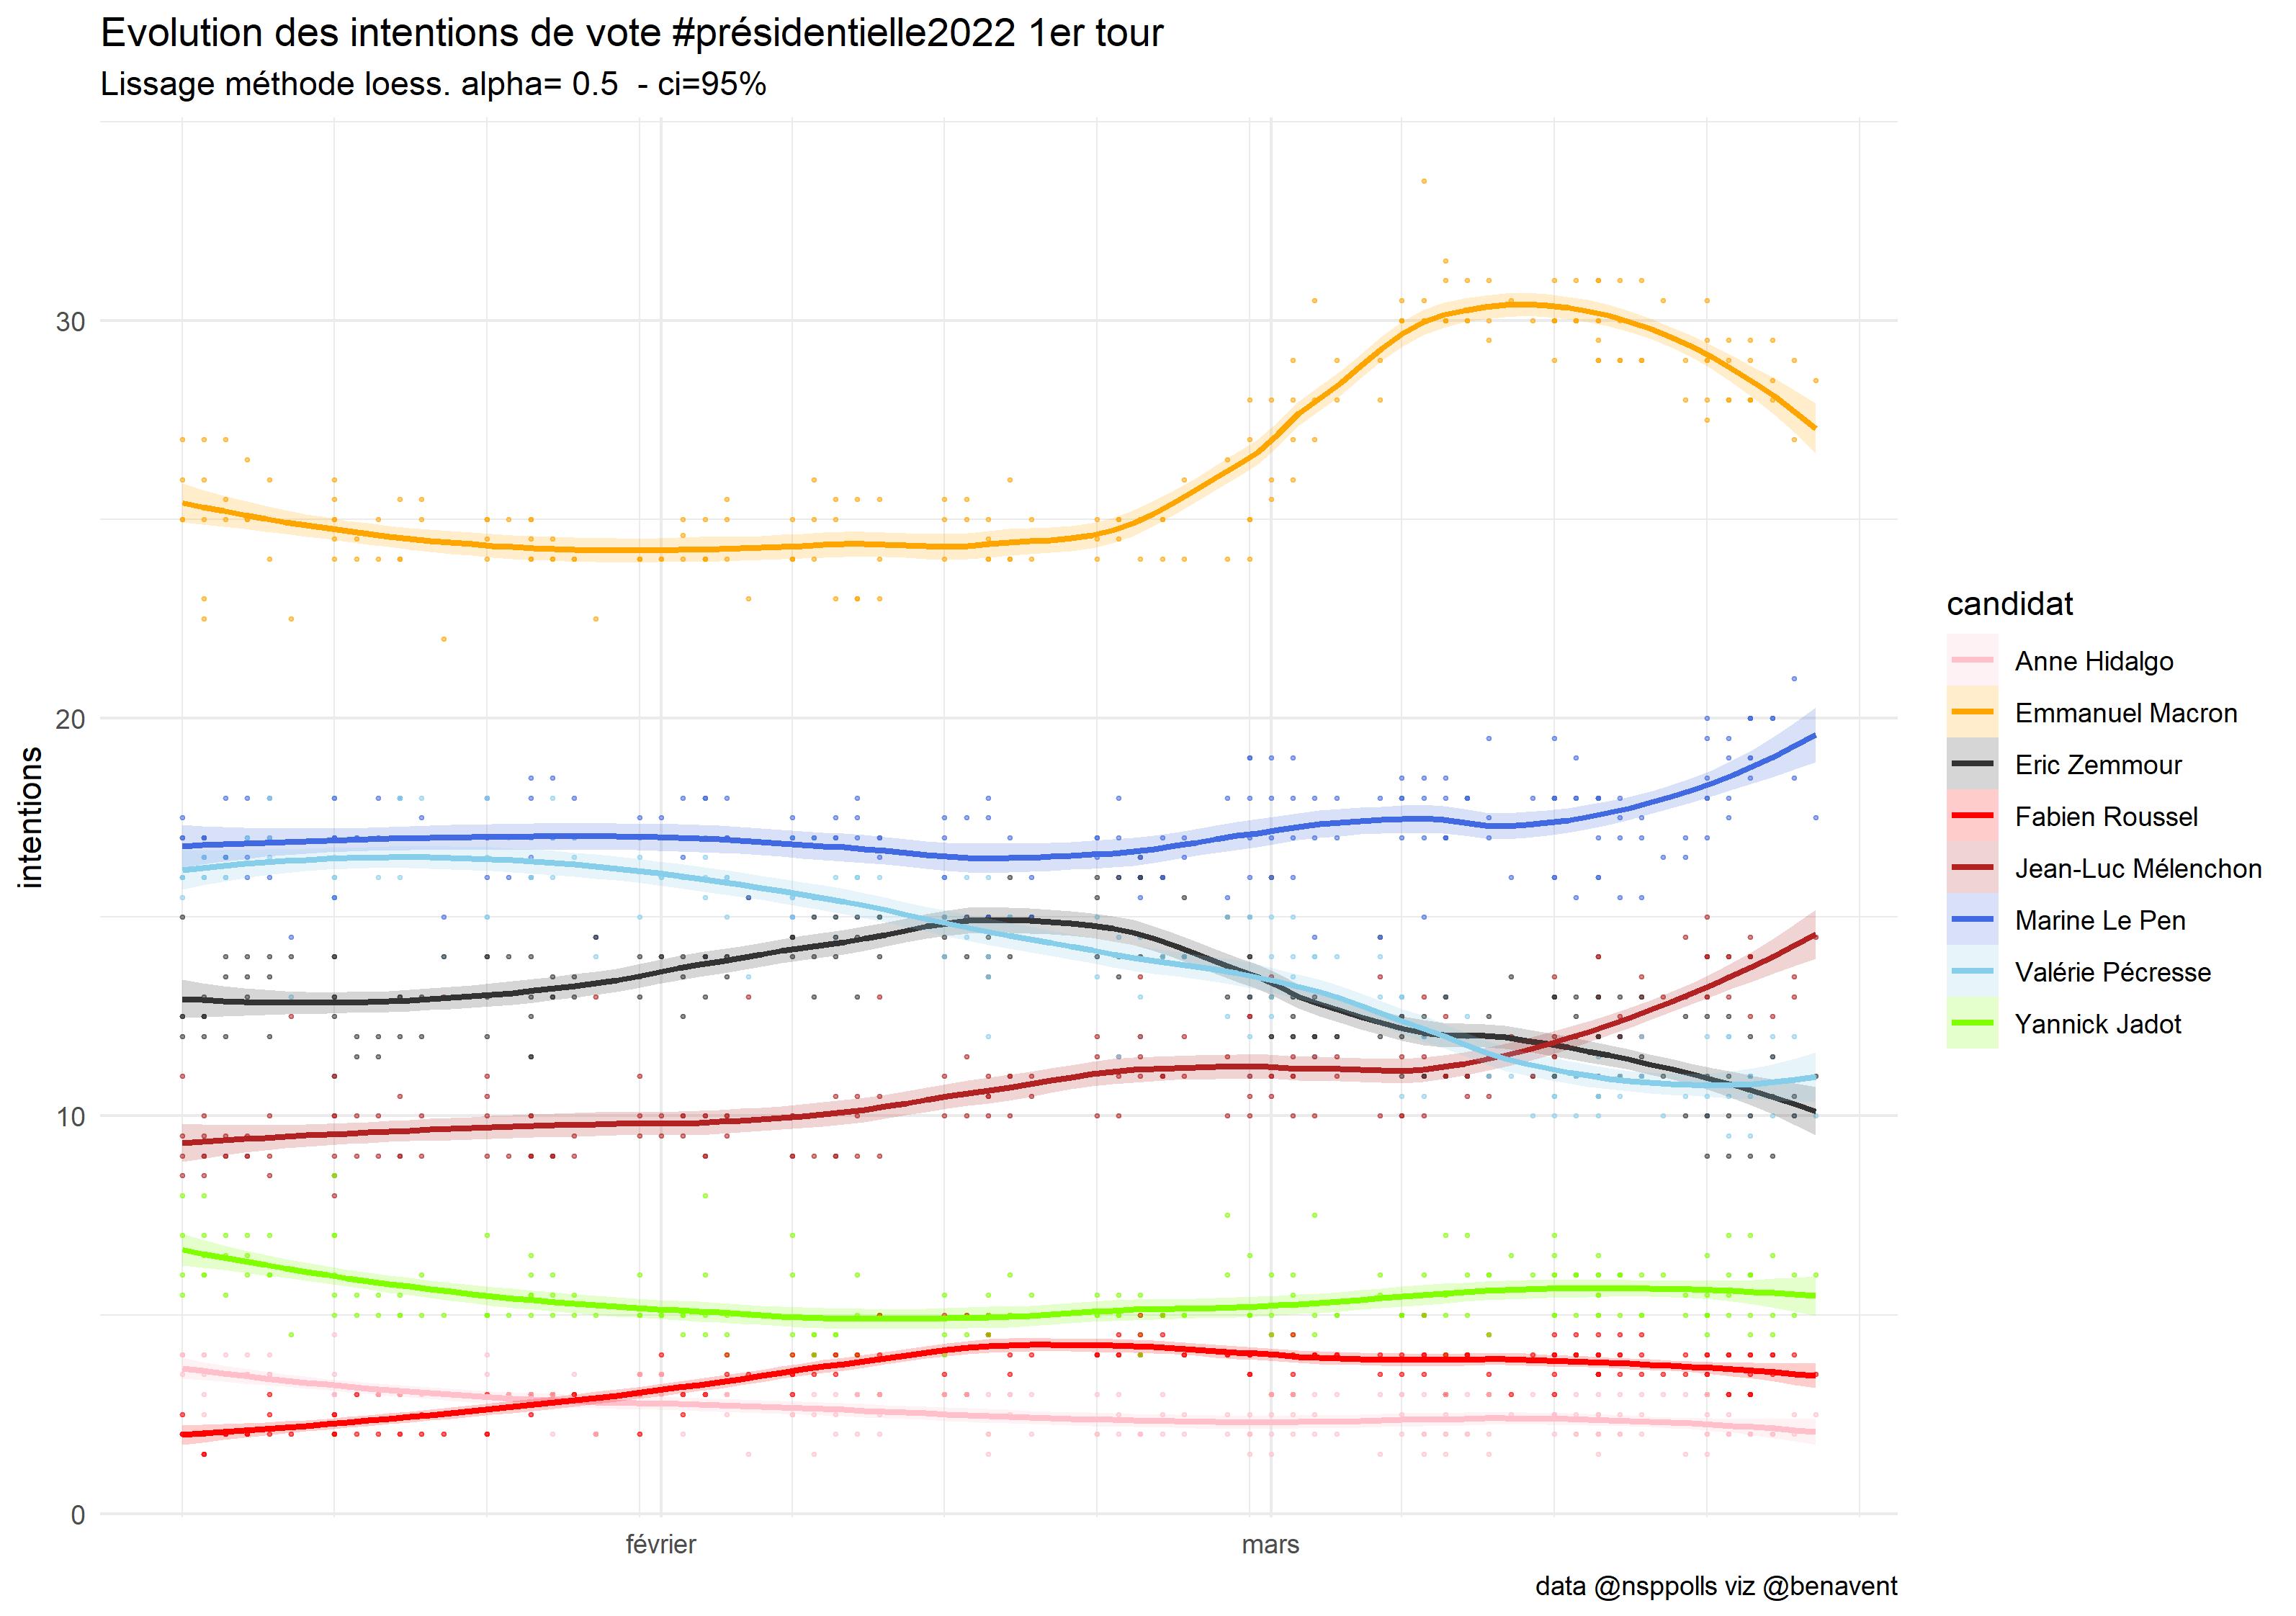 Evolution des intentions de vote #présidentielle2022 1er tour
Lissage méthode loess. alpha= 0.5  - ci=95%
intentions
30
20
10
0
février
mars
candidat
Anne Hidalgo
Emmanuel Macron
Eric Zemmour
Fabien Roussel
Jean-Luc Mélenchon
Marine Le Pen
Valérie Pécresse
Yannick Jadot
data @nsppolls viz @benavent